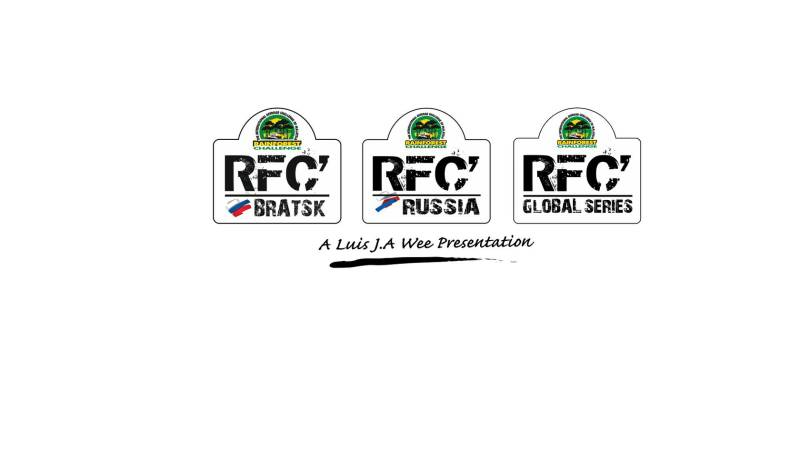 RAINFOREST
CHALLENGE
RFC'
BRATSK
RAINFOREST
CHALLENGE
RFC'
RUSSIA
RAINFOREST
CHALLENGE
RFC'
GLOBAL SERIES
A Luis J.A Wee Presentation